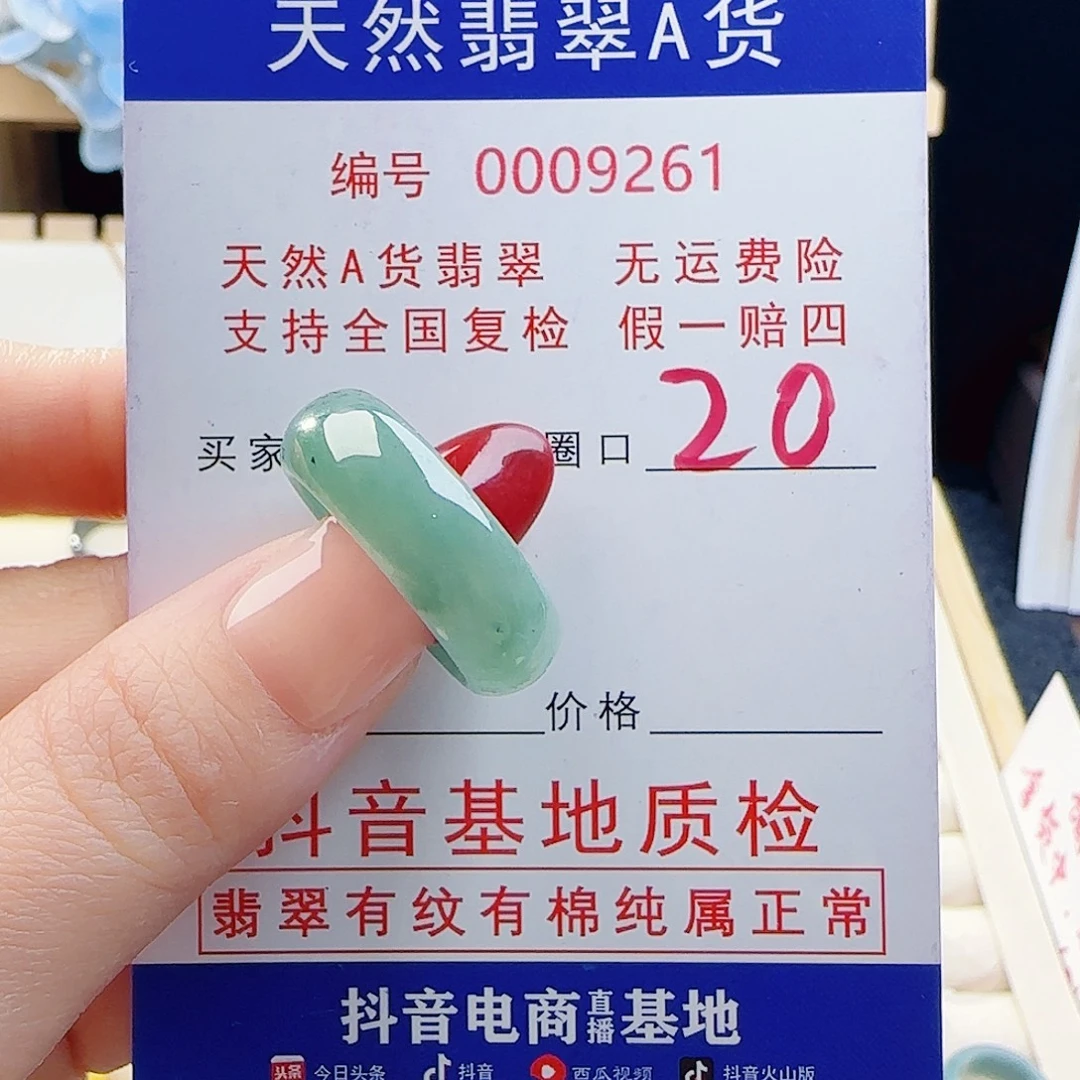 天然翡翠A货
编号 0009261
天然A货翡翠 无运费险
支持全国复检 假一赔四
买家 圈口 20
价格
抖音基地质检
翡翠有纹有棉纯属正常
抖音电商直播基地
头条 今日头条 抖音 西瓜视频 抖音火山版